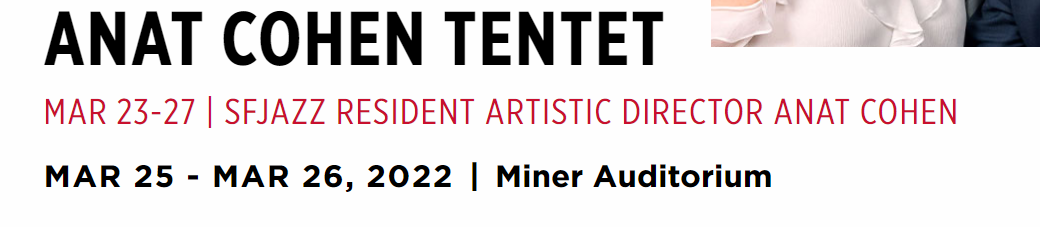 ANAT COHEN TENTET
MAR 23-27 | SFJAZZ RESIDENT ARTISTIC DIRECTOR ANAT COHEN
MAR 25 - MAR 26, 2022 | Miner Auditorium